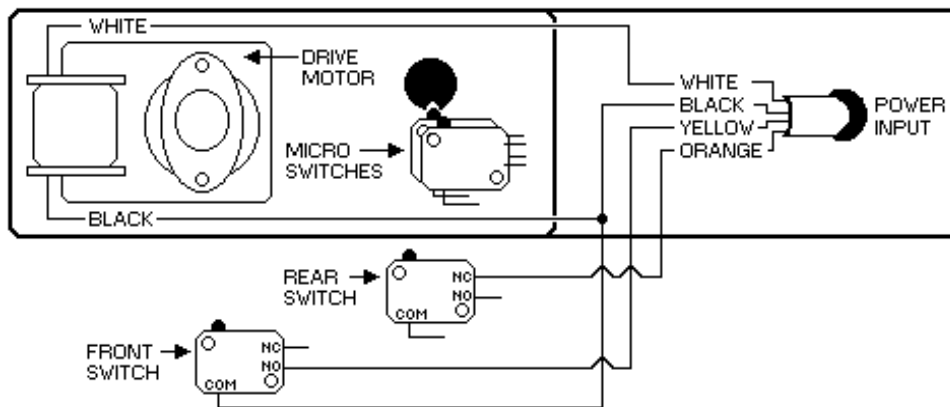 WHITE
DRIVE
MOTOR
WHITE
BLACK
YELLOW
ORANGE
POWER
INPUT
MICRO
SWITCHES
BLACK
REAR
SWITCH
NC
NO
COM
FRONT
SWITCH
NC
NO
COM